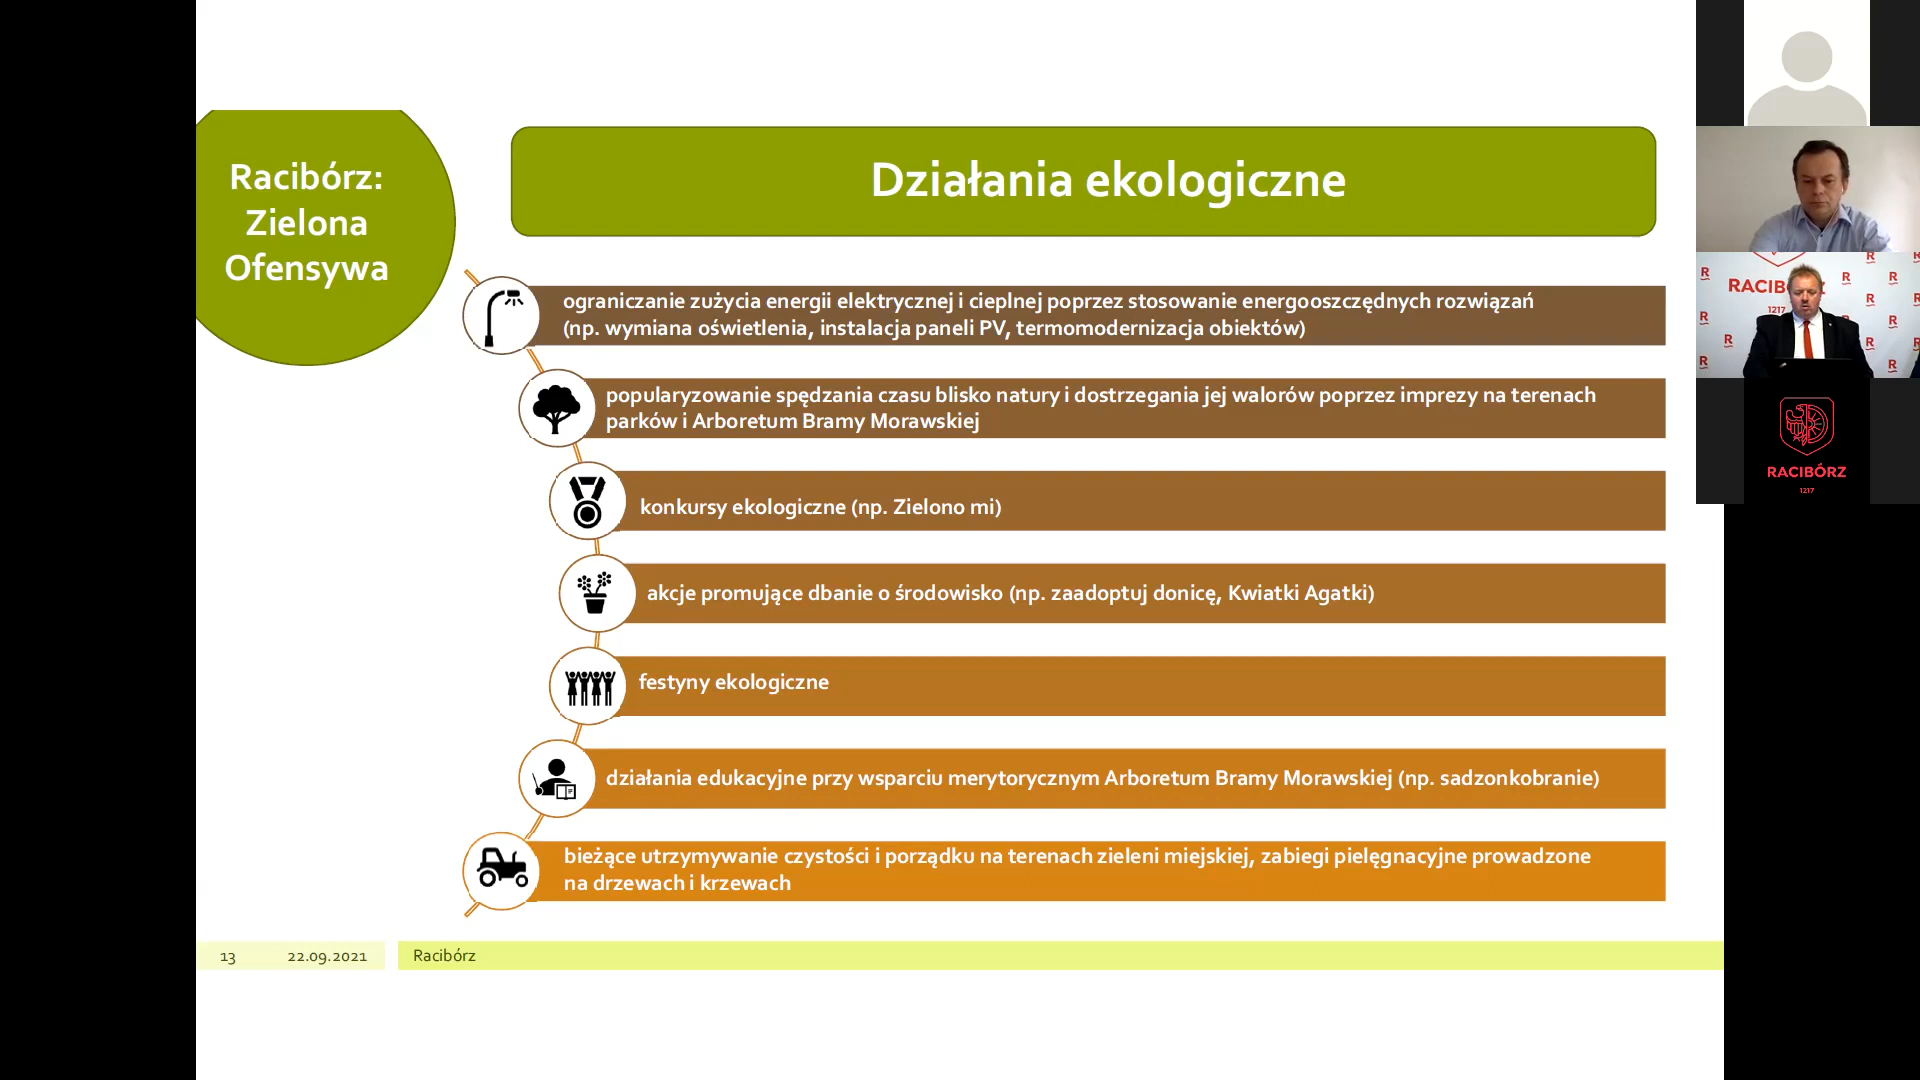 Racibórz:
Zielona
Ofensywa
Działania ekologiczne
ograniczanie zużycia energii elektrycznej i cieplnej poprzez stosowanie energooszczędnych rozwiązań
(np. wymiana oświetlenia, instalacja paneli PV, termomodernizacja obiektów)
popularyzowanie spędzania czasu blisko natury i dostrzegania jej walorów poprzez imprezy na terenach
parków i Arboretum Bramy Morawskiej
konkursy ekologiczne (np. Zielono mi)
akcje promujące dbanie o środowisko (np. zaadoptuj donicę, Kwiatki Agatki)
festyny ekologiczne
działania edukacyjne przy wsparciu merytorycznym Arboretum Bramy Morawskiej (np. sadzonkobranie)
bieżące utrzymywanie czystości i porządku na terenach zieleni miejskiej, zabiegi pielęgnacyjne prowadzone
na drzewach i krzewach
13 22.09.2021 Racibórz
1217
RACIBÓRZ
1217